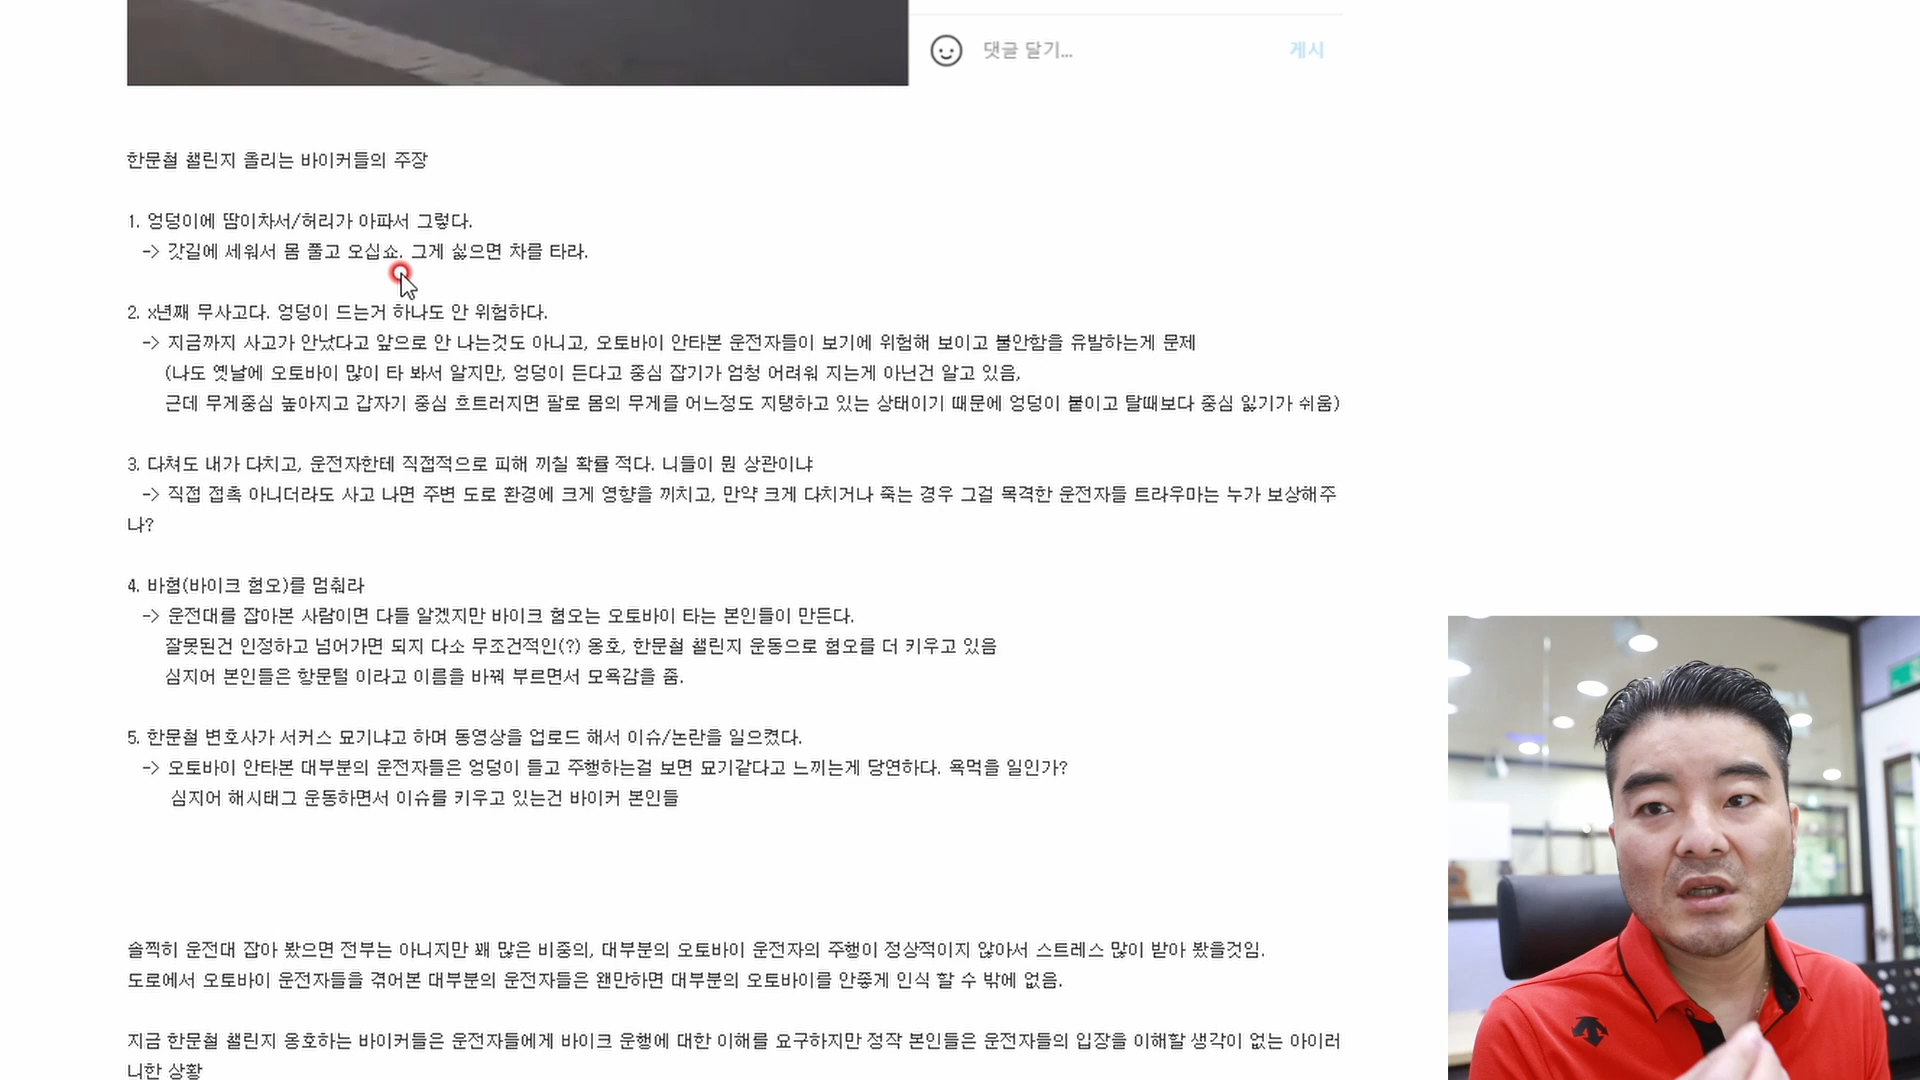 댓글 달기...
게시
한문철 챌린지 올리는 바이커들의 주장
1. 엉덩이에 땀이차서/허리가 아파서 그렇다.
-> 갓길에 세워서 몸 풀고 오십쇼. 그게 싫으면 차를 타라.
2. x년째 무사고다. 엉덩이 드는거 하나도 안 위험하다.
-> 지금까지 사고가 안났다고 앞으로 안 나는것도 아니고, 오토바이 안타본 운전자들이 보기에 위험해 보이고 불안함을 유발하는게 문제
(나도 옛날에 오토바이 많이 타 봐서 알지만, 엉덩이 든다고 중심 잡기가 엄청 어려워 지는게 아닌건 알고 있음,
근데 무게중심 높아지고 갑자기 중심 흐트러지면 팔로 몸의 무게를 어느정도 지탱하고 있는 상태이기 때문에 엉덩이 붙이고 탈때보다 중심 잃기가 쉬움)
3. 다쳐도 내가 다치고, 운전자한테 직접적으로 피해 끼칠 확률 적다. 니들이 뭔 상관이냐
-> 직접 접촉 아니더라도 사고 나면 주변 도로 환경에 크게 영향을 끼치고, 만약 크게 다치거나 죽는 경우 그걸 목격한 운전자들 트라우마는 누가 보상해주
나?
4. 바혐(바이크 혐오)를 멈춰라
-> 운전대를 잡아본 사람이면 다들 알겠지만 바이크 혐오는 오토바이 타는 본인들이 만든다.
잘못된건 인정하고 넘어가면 되지 다소 무조건적인(?) 옹호, 한문철 챌린지 운동으로 혐오를 더 키우고 있음
심지어 본인들은 항문털 이라고 이름을 바꿔 부르면서 모욕감을 줌.
5. 한문철 변호사가 서커스 묘기냐고 하며 동영상을 업로드 해서 이슈/논란을 일으켰다.
-> 오토바이 안타본 대부분의 운전자들은 엉덩이 들고 주행하는걸 보면 묘기같다고 느끼는게 당연하다. 욕먹을 일인가?
심지어 해시태그 운동하면서 이슈를 키우고 있는건 바이커 본인들
솔찍히 운전대 잡아 봤으면 전부는 아니지만 꽤 많은 비중의, 대부분의 오토바이 운전자의 주행이 정상적이지 않아서 스트레스 많이 받아 봤을것임.
도로에서 오토바이 운전자들을 겪어본 대부분의 운전자들은 왠만하면 대부분의 오토바이를 안좋게 인식 할 수 밖에 없음.
지금 한문철 챌린지 옹호하는 바이커들은 운전자들에게 바이크 운행에 대한 이해를 요구하지만 정작 본인들은 운전자들의 입장을 이해할 생각이 없는 아이러
니한 상황